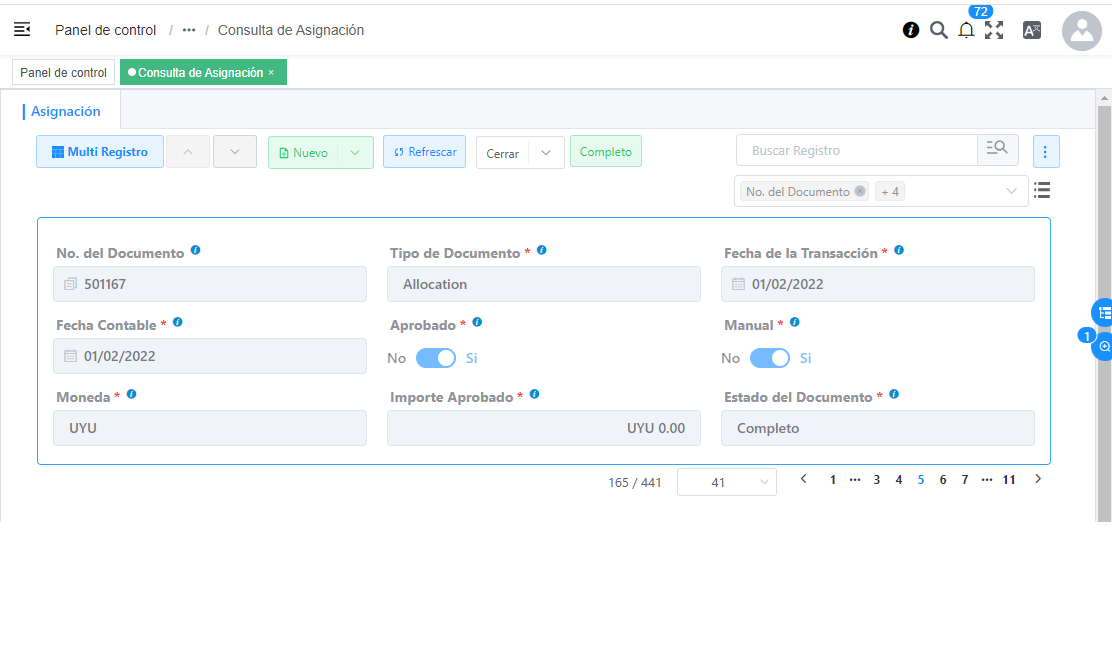 72
Panel de control / ··· / Consulta de Asignación
Panel de control Consulta de Asignación ×
Asignación
Multi Registro Nuevo Refrescar Cerrar Completo Buscar Registro
No. del Documento + 4
No. del Documento Tipo de Documento * Fecha de la Transacción *
501167 Allocation 01/02/2022
Fecha Contable * Aprobado * Manual *
01/02/2022 No Si No Si
1
Moneda * Importe Aprobado * Estado del Documento *
UYU UYU 0.00 Completo
165 / 441 41 < 1 ··· 3 4 5 6 7 ··· 11 >